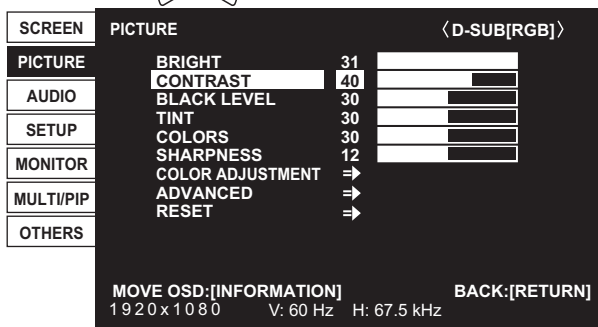 SCREEN
PICTURE
AUDIO
SETUP
MONITOR
MULTI/PIP
OTHERS
PICTURE 〈D-SUB[RGB]〉
BRIGHT 31
CONTRAST 40
BLACK LEVEL 30
TINT 30
COLORS 30
SHARPNESS 12
COLOR ADJUSTMENT
ADVANCED
RESET
MOVE OSD:[INFORMATION] BACK:[RETURN]
1920x1080 V: 60 Hz H: 67.5 kHz